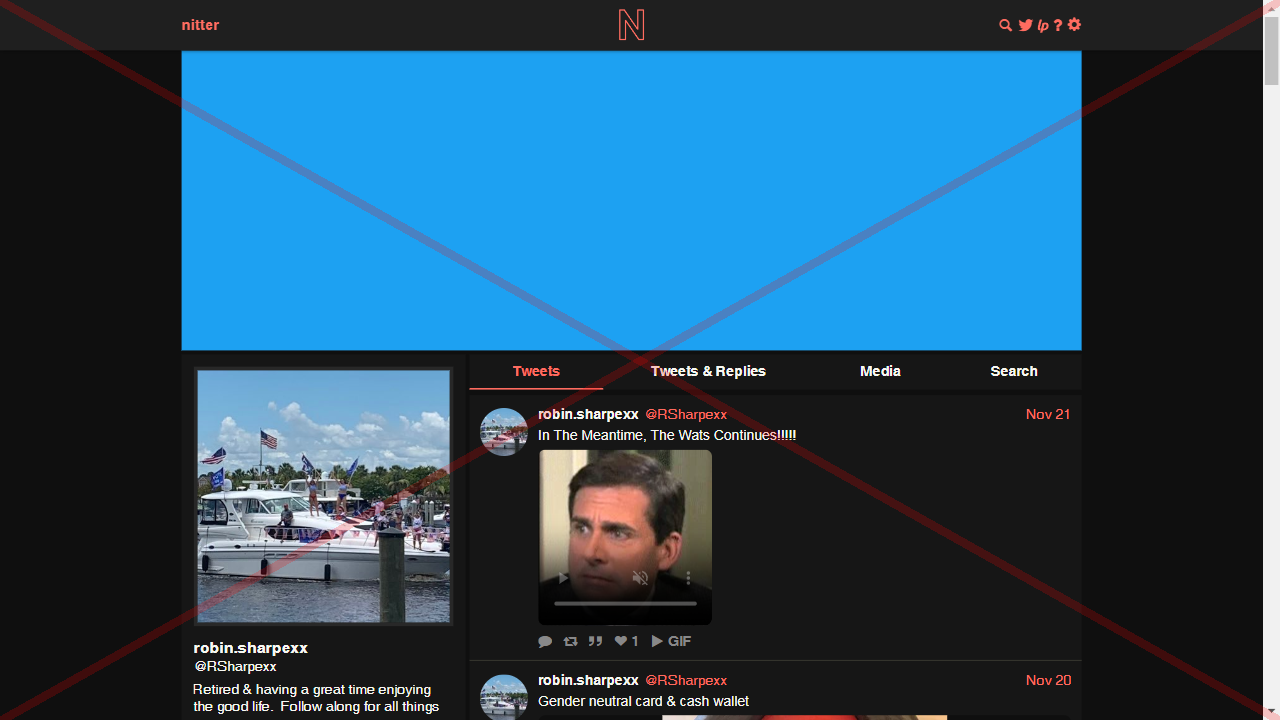 nitter
N
lp ?
Tweets
Tweets & Replies
Media
Search
robin.sharpexx @RSharpexx
Nov 21
In The Meantime, The Wats Continues!!!!!
1
GIF
robin.sharpexx @RSharpexx
Nov 20
Gender neutral card & cash wallet
robin.sharpexx
@RSharpexx
Retired & having a great time enjoying
the good life. Follow along for all things